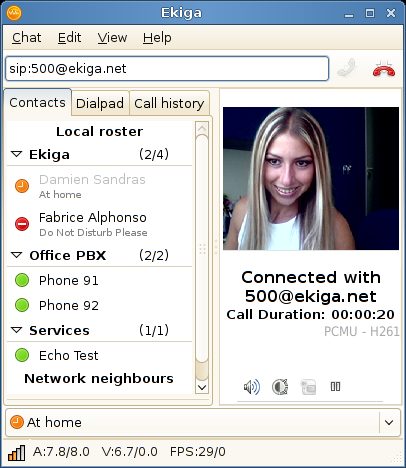 Ekiga
Chat Edit View Help
sip:500@ekiga.net
Contacts Dialpad Call history
Local roster
Ekiga (2/4)
Damien Sandras
At home
Fabrice Alphonso
Do Not Disturb Please
Office PBX (2/2)
Phone 91
Phone 92
Services (1/1)
Echo Test
Network neighbours
Connected with
500@ekiga.net
Call Duration: 00:00:20
PCMU - H261
At home
A:7.8/8.0 V:6.7/0.0 FPS:29/0